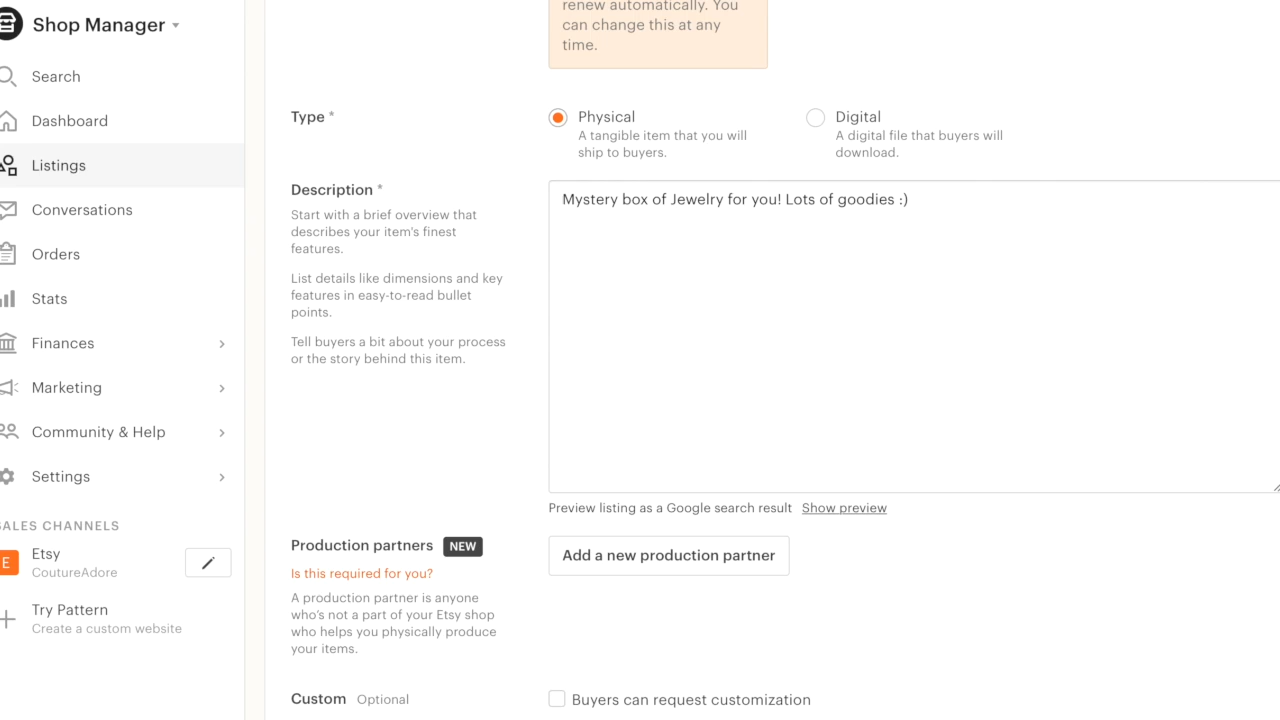 Shop Manager
Search
Dashboard
Listings
Conversations
Orders
Stats
Finances
Marketing
Community & Help
Settings
SALES CHANNELS
E
Etsy
CoutureAdore
Try Pattern
Create a custom website
renew automatically. You
can change this at any
time.
Type *
Physical
A tangible item that you will
ship to buyers.
Digital
A digital file that buyers will
download.
Description *
Start with a brief overview that
describes your item's finest
features.
List details like dimensions and key
features in easy-to-read bullet
points.
Tell buyers a bit about your process
or the story behind this item.
Mystery box of Jewelry for you! Lots of goodies :)
Preview listing as a Google search result Show preview
Production partners NEW
Is this required for you?
A production partner is anyone
who's not a part of your Etsy shop
who helps you physically produce
your items.
Add a new production partner
Custom Optional
Buyers can request customization